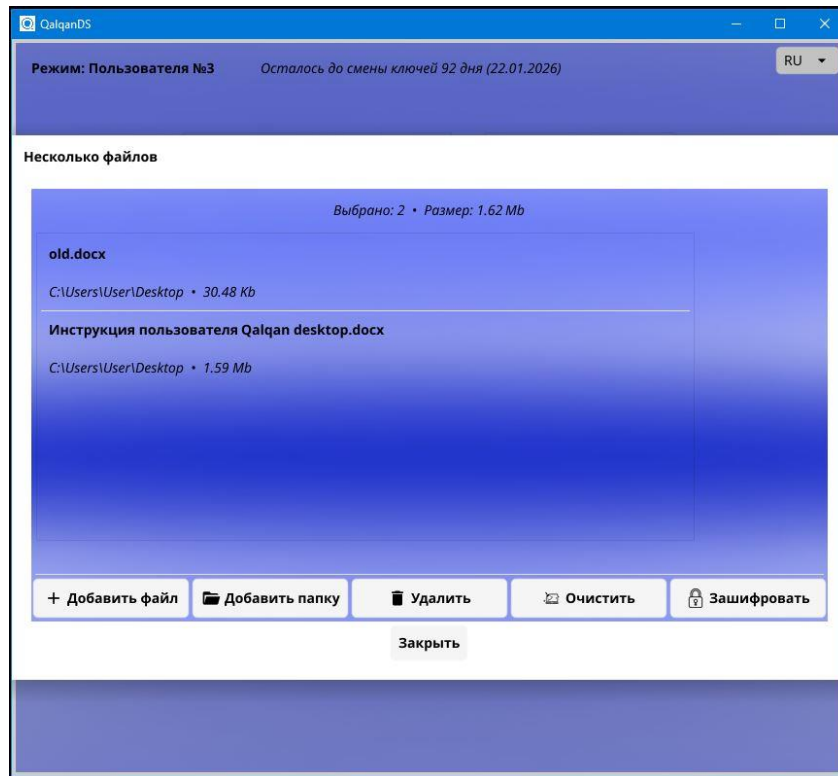 QalqanDS
Режим: Пользователя №3
Осталось до смены ключей 92 дня (22.01.2026)
RU
Несколько файлов
Выбрано: 2 • Размер: 1.62 Mb
old.docx
C:\Users\User\Desktop • 30.48 Kb
Инструкция пользователя Qalqan desktop.docx
C:\Users\User\Desktop • 1.59 Mb
+ Добавить файл
Добавить папку
Удалить
Очистить
Зашифровать
Закрыть